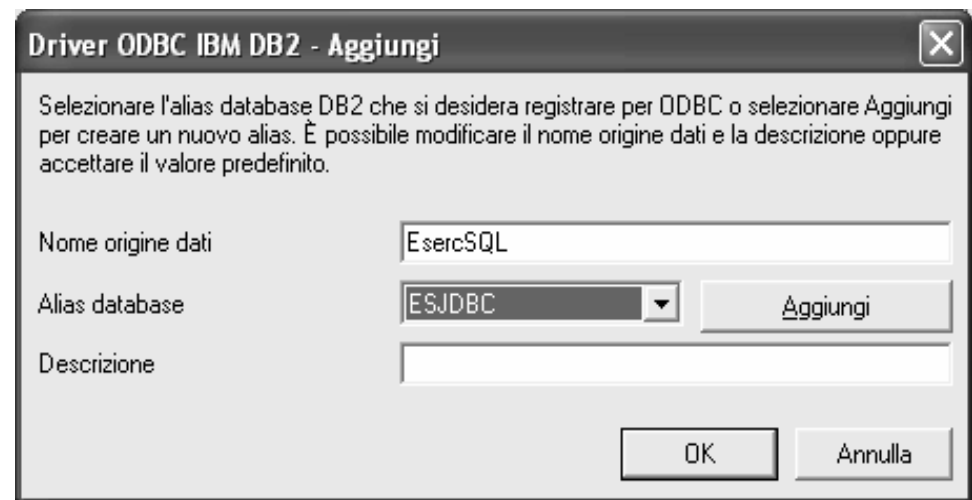 Driver ODBC IBM DB2 - Aggiungi
Selezionare l'alias database DB2 che si desidera registrare per ODBC o selezionare Aggiungi
per creare un nuovo alias. È possibile modificare il nome origine dati e la descrizione oppure
accettare il valore predefinito.
Nome origine dati EsercSQL
Alias database ESJDBC Aggiungi
Descrizione
OK Annulla